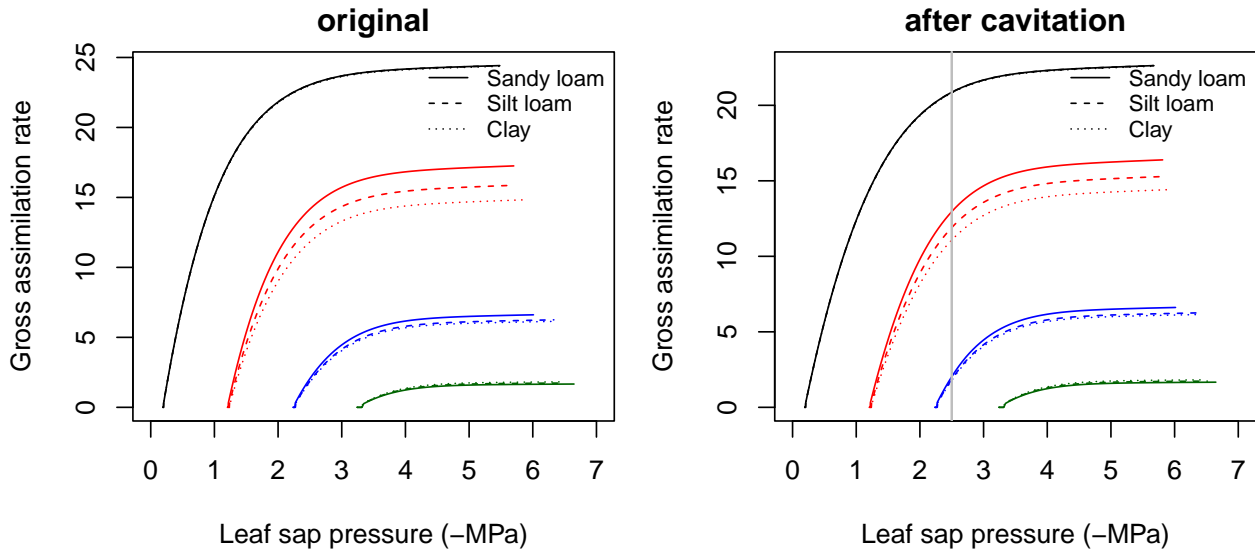 original
Gross assimilation rate
25
20
15
10
5
0
Sandy loam
Silt loam
Clay
0 1 2 3 4 5 6 7
Leaf sap pressure (−MPa)
after cavitation
Gross assimilation rate
20
15
10
5
0
Sandy loam
Silt loam
Clay
0 1 2 3 4 5 6 7
Leaf sap pressure (−MPa)